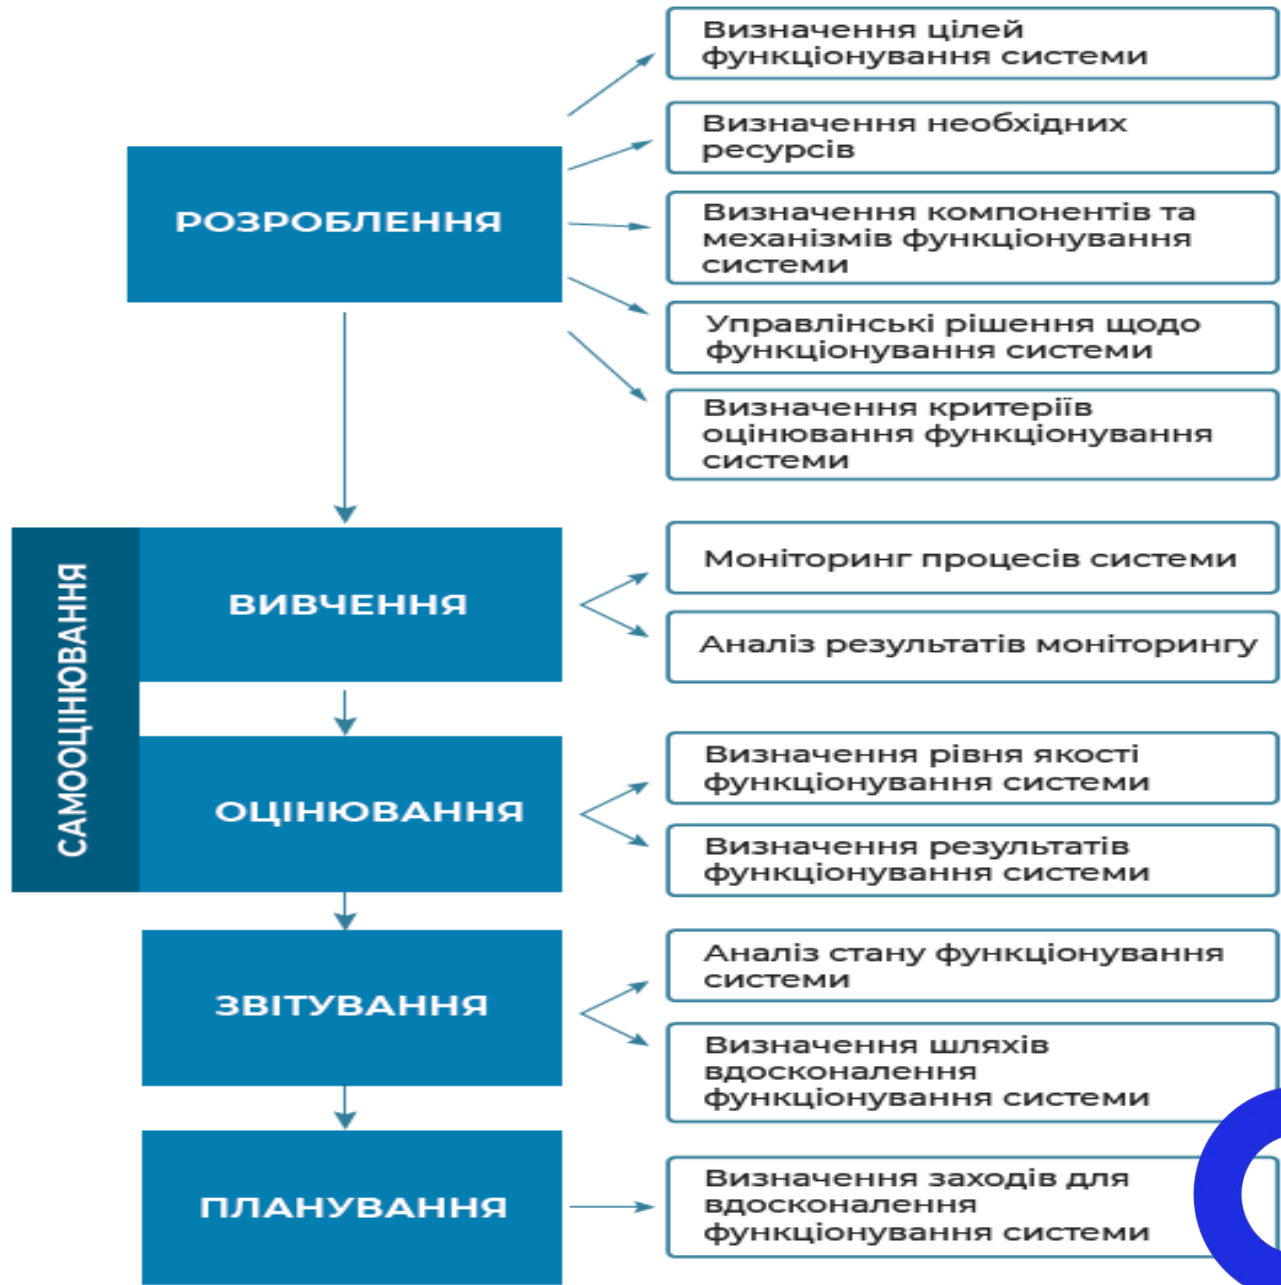 Визначення цілей
функціонування системи
Визначення необхідних
ресурсів
РОЗРОБЛЕННЯ
Визначення компонентів та
механізмів функціонування
системи
Управлінські рішення щодо
функціонування системи
Визначення критеріїв
оцінювання функціонування
системи
САМООЦІНЮВАННЯ
ВИВЧЕННЯ
Моніторинг процесів системи
Аналіз результатів моніторингу
ОЦІНЮВАННЯ
Визначення рівня якості
функціонування системи
Визначення результатів
функціонування системи
ЗВІТУВАННЯ
Аналіз стану функціонування
системи
Визначення шляхів
вдосконалення
функціонування системи
ПЛАНУВАННЯ
Визначення заходів для
вдосконалення
функціонування системи